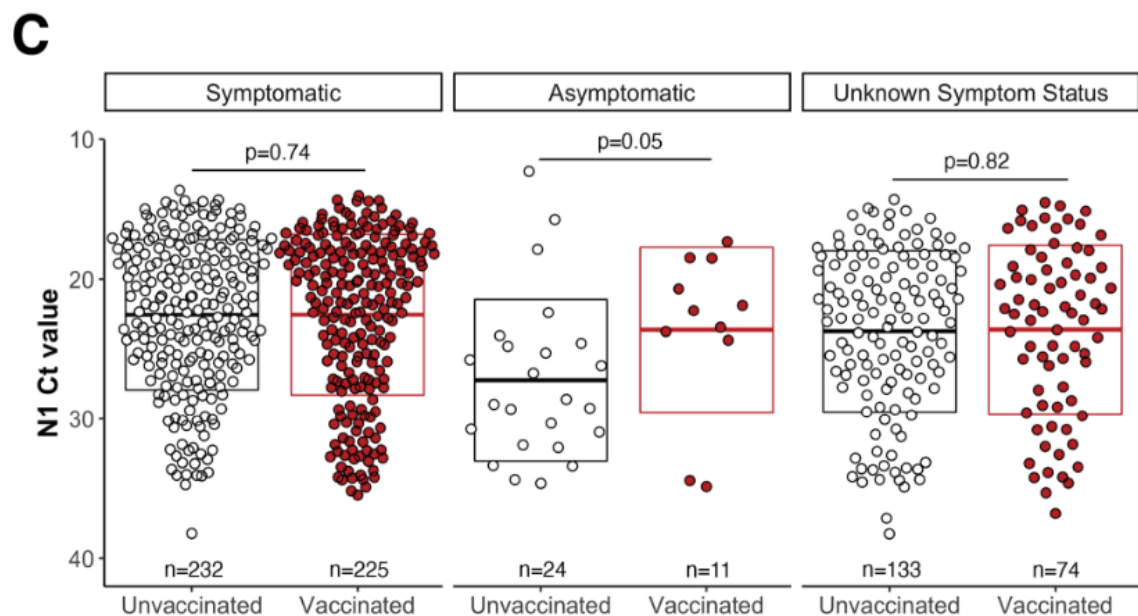 C
Symptomatic Asymptomatic Unknown Symptom Status
p=0.74 p=0.05 p=0.82
N1 Ct value
10
20
30
40
n=232 n=225 n=24 n=11 n=133 n=74
Unvaccinated Vaccinated Unvaccinated Vaccinated Unvaccinated Vaccinated